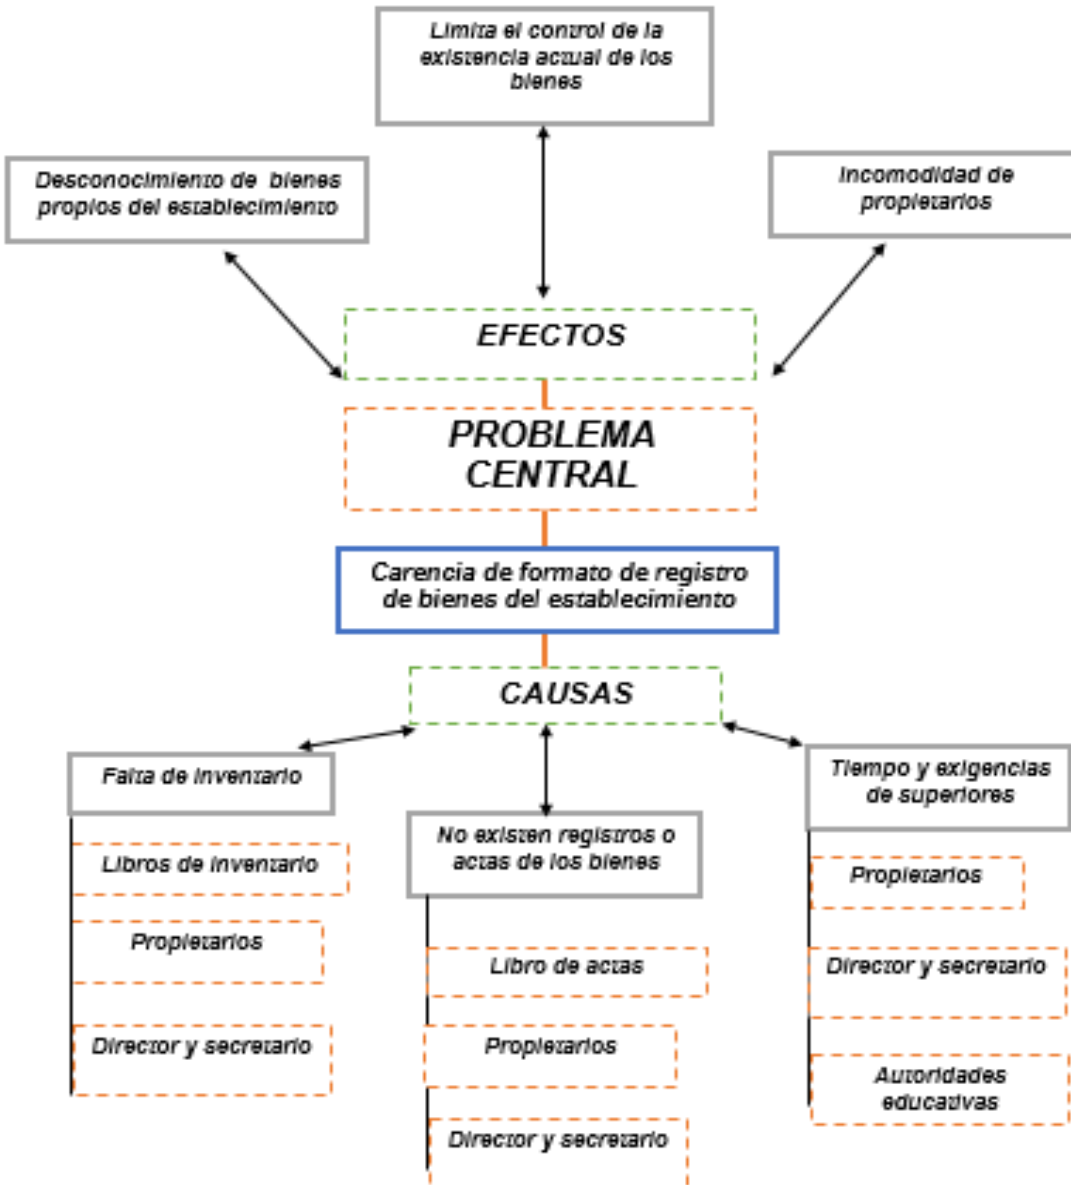 Limita el control de la
existencia actual de los
bienes
Desconocimiento de bienes
propios del establecimiento
Incomodidad de
propietarios
EFECTOS
PROBLEMA
CENTRAL
Carencia de formato de registro
de bienes del establecimiento
CAUSAS
Falta de inventario
Libros de inventario
Propietarios
Director y secretario
No existen registros o
actas de los bienes
Libro de actas
Propietarios
Director y secretario
Tiempo y exigencias
de superiores
Propietarios
Director y secretario
Autoridades
educativas